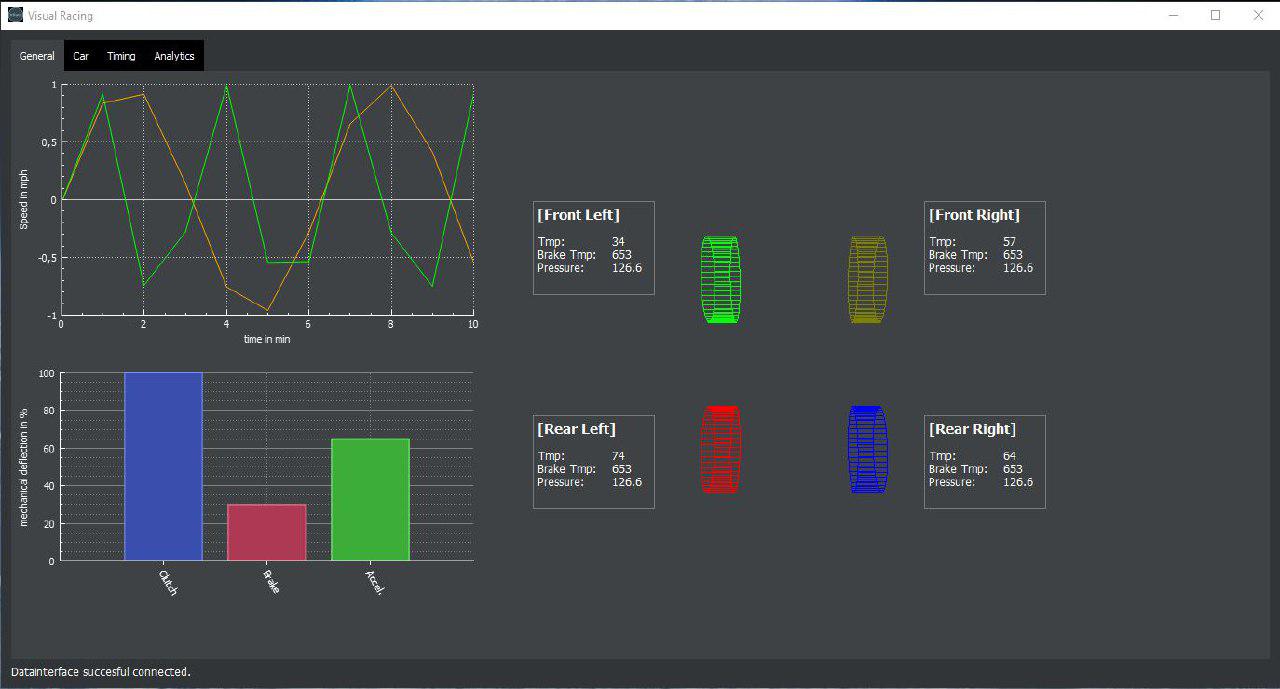 Visual Racing
General Car Timing Analytics
Speed in mph
1
0,5
0
-0,5
-1
0 2 4 6 8 10
time in min
mechanical deflection in %
100
80
60
40
20
0
Clutch Brake Accel.
[Front Left]
Tmp: 34
Brake Tmp: 653
Pressure: 126.6
[Front Right]
Tmp: 57
Brake Tmp: 653
Pressure: 126.6
[Rear Left]
Tmp: 74
Brake Tmp: 653
Pressure: 126.6
[Rear Right]
Tmp: 64
Brake Tmp: 653
Pressure: 126.6
Datainterface succesful connected.